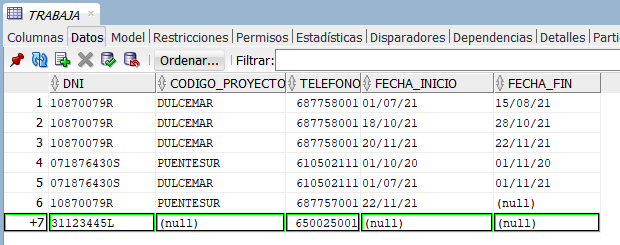 TRABAJA
Columnas Datos Model Restricciones Permisos Estadísticas Disparadores Dependencias Detalles Parti
Ordenar... Filtrar:
DNI CODIGO_PROYECTO TELEFONO FECHA_INICIO FECHA_FIN
1 10870079R DULCEMAR 687758001 01/07/21 15/08/21
2 10870079R DULCEMAR 687758001 18/10/21 28/10/21
3 10870079R DULCEMAR 687758001 20/11/21 22/11/21
4 071876430S PUENTESUR 610502111 01/10/20 01/11/20
5 071876430S DULCEMAR 610502111 01/07/21 01/11/21
6 10870079R PUENTESUR 687757001 22/11/21 (null)
+7 31123445L (null) 650025001 (null) (null)